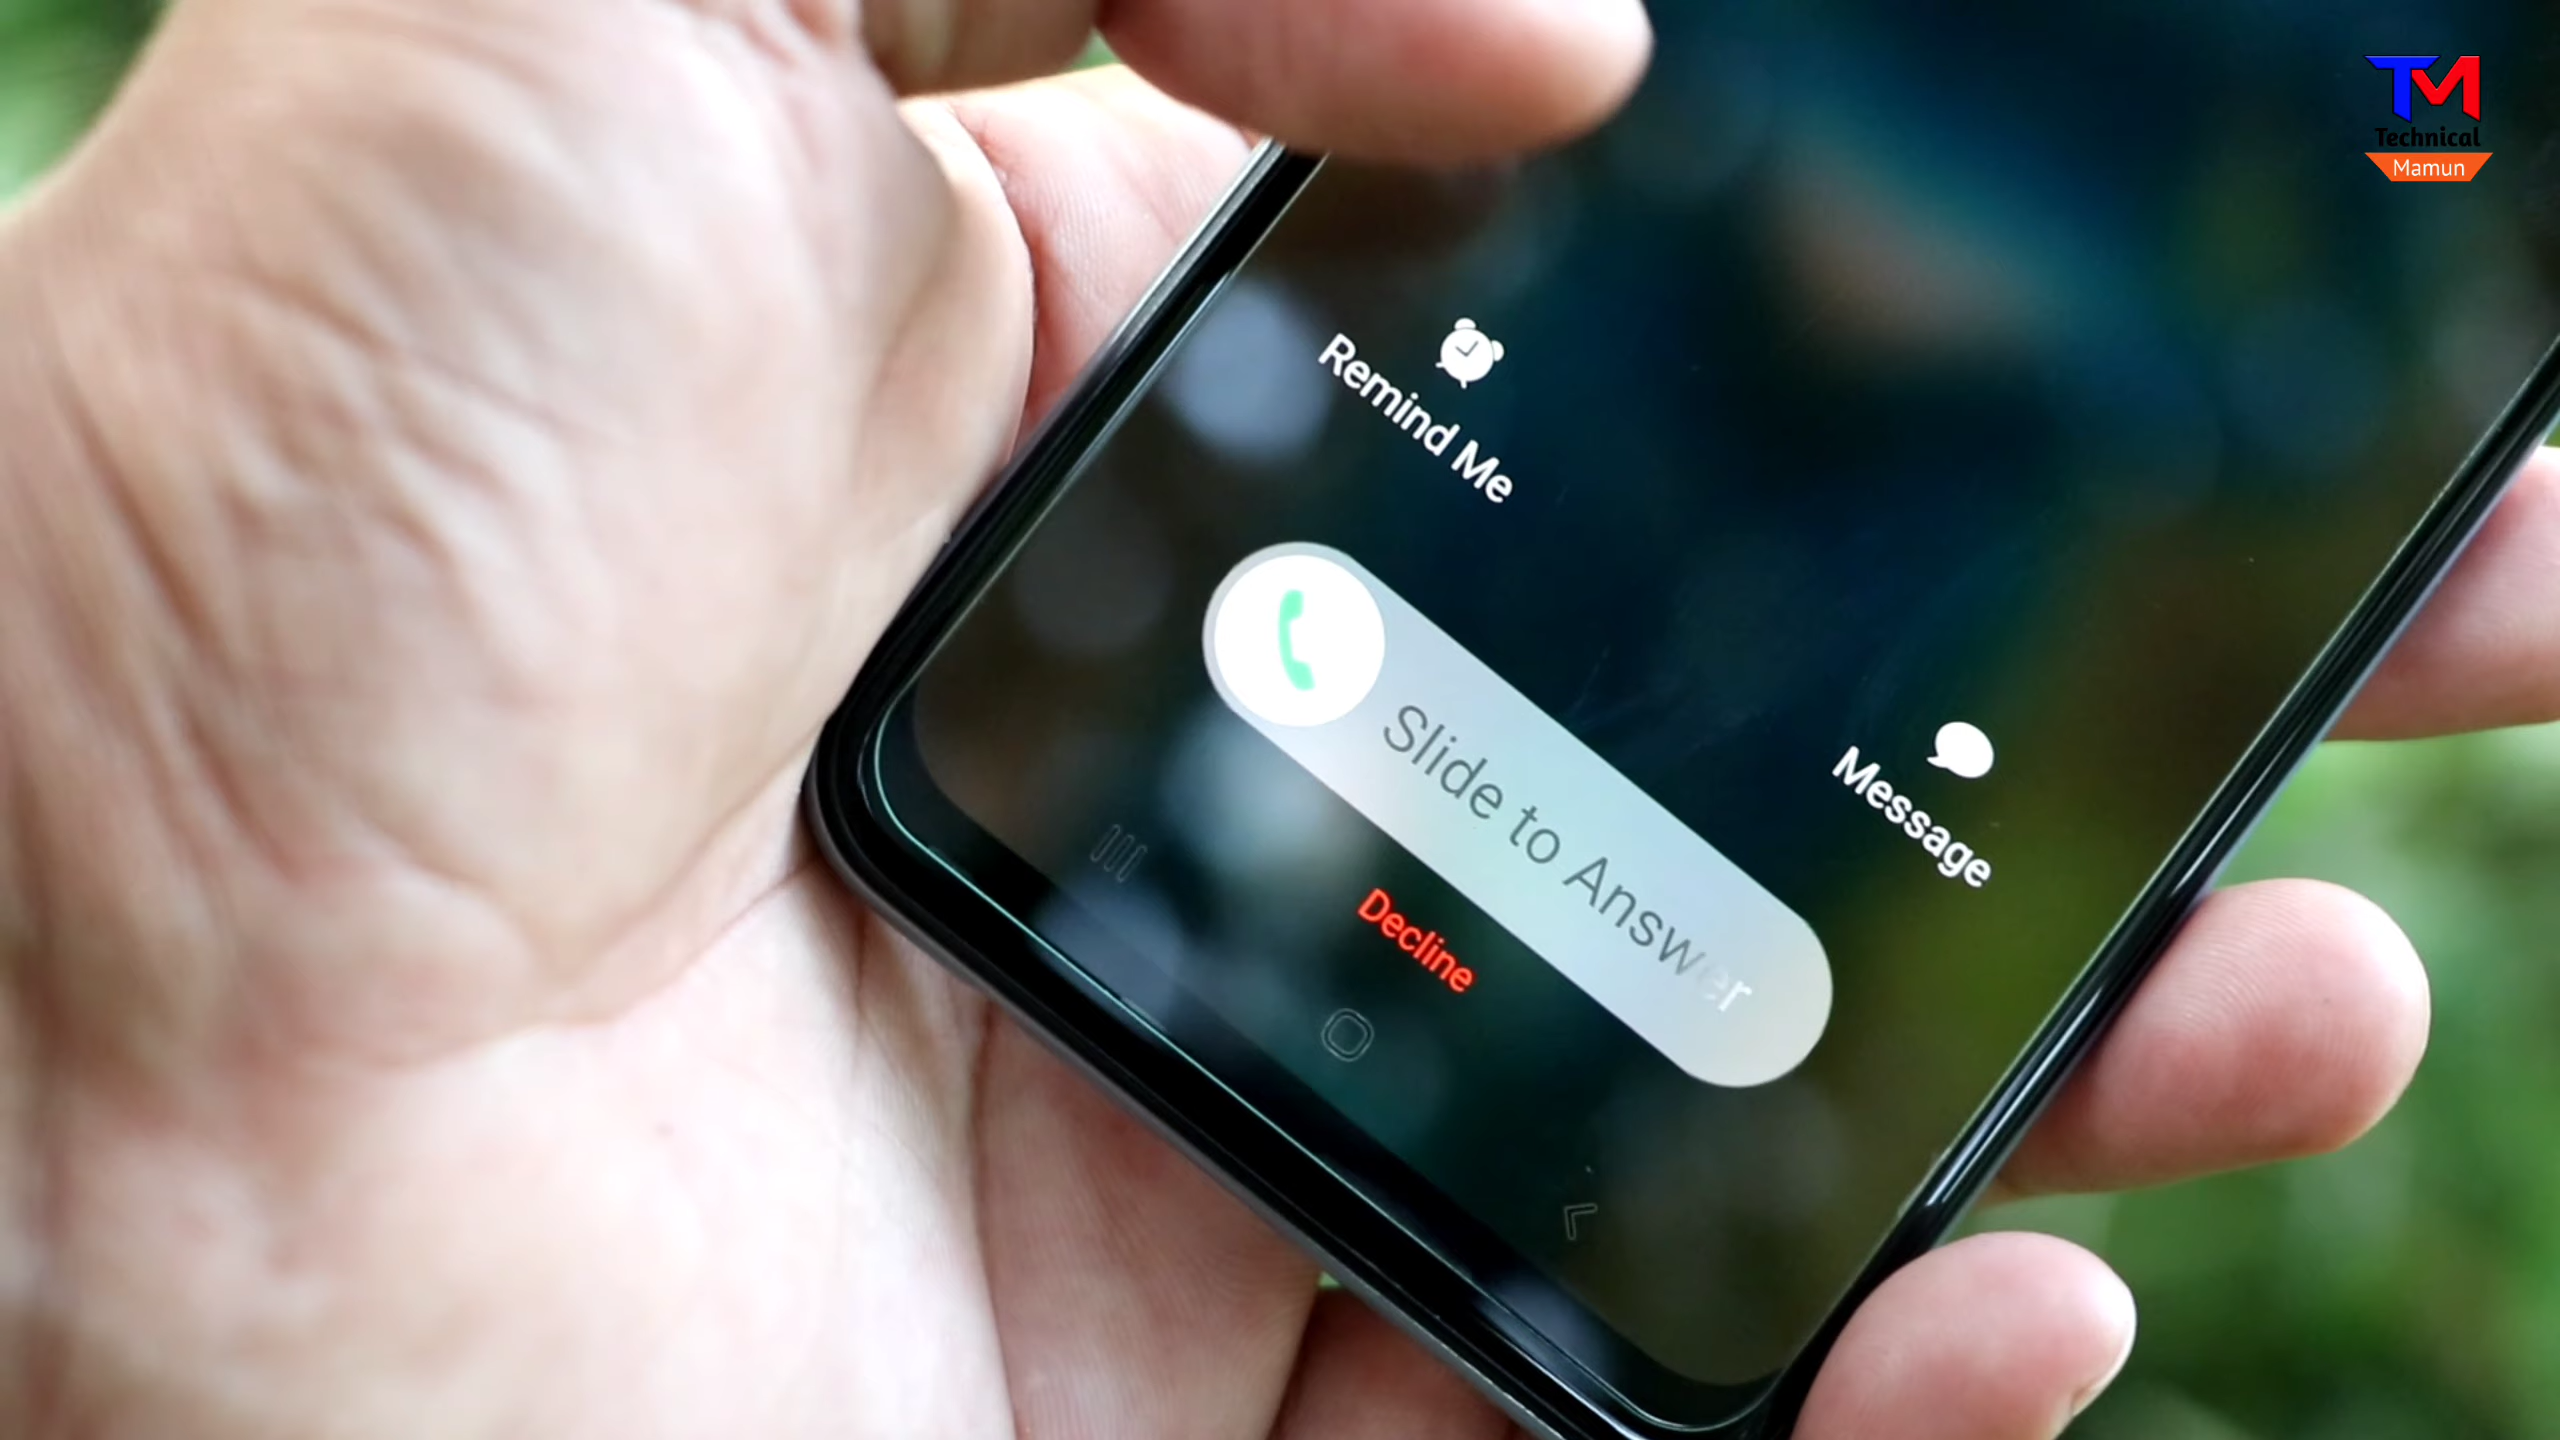 TM
Technical
Mamun
Remind Me
Message
Slide to Answer
Decline